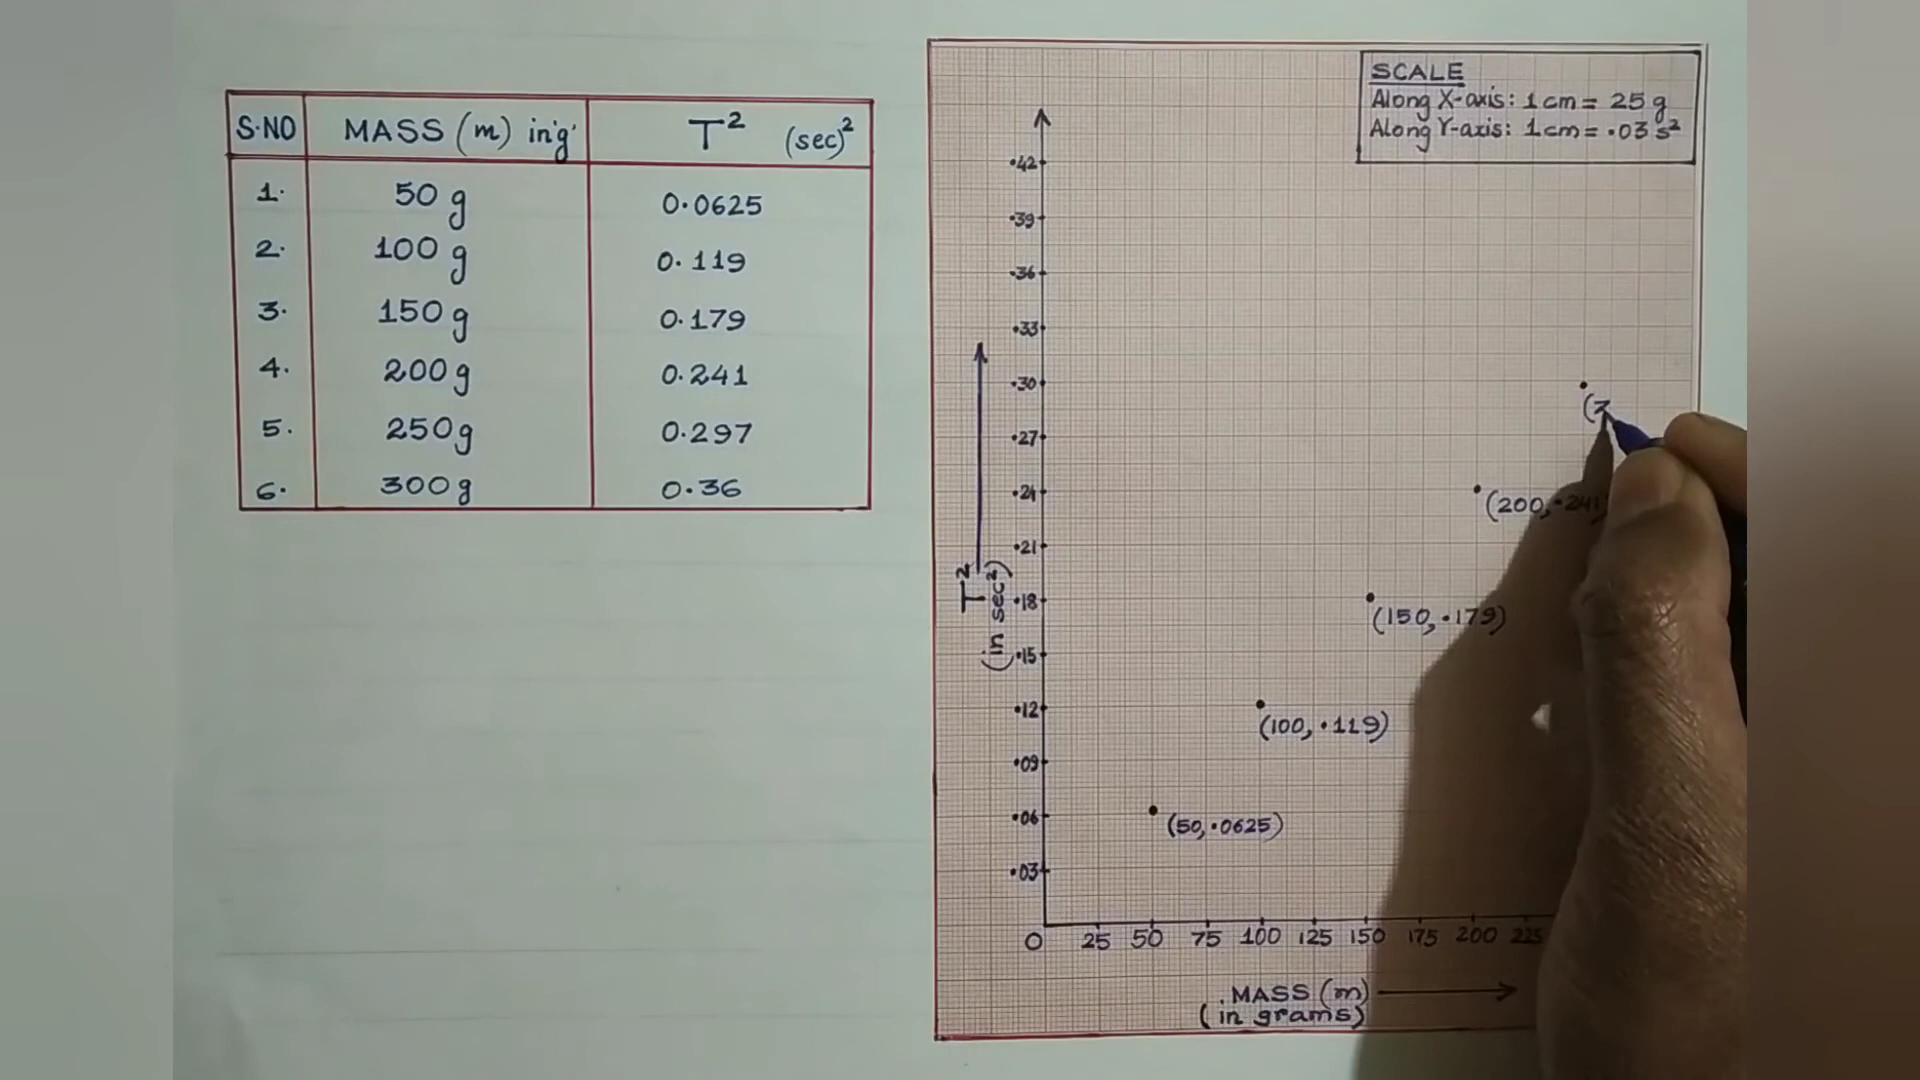 S.NO MASS (m) in 'g' T² (sec)²
1. 50 g 0.0625
2. 100 g 0.119
3. 150 g 0.179
4. 200 g 0.241
5. 250 g 0.297
6. 300 g 0.36
SCALE
Along X-axis: 1 cm = 25 g
Along Y-axis: 1 cm = .03 s²
.42
.39
.36
.33
.30
.27
.24
.21
.18
.15
.12
.09
.06
.03
T²
(in sec²)
(200, .241
(150, .179)
(100, .119)
(50, .0625)
0 25 50 75 100 125 150 175 200 225
MASS (m)
(in grams)